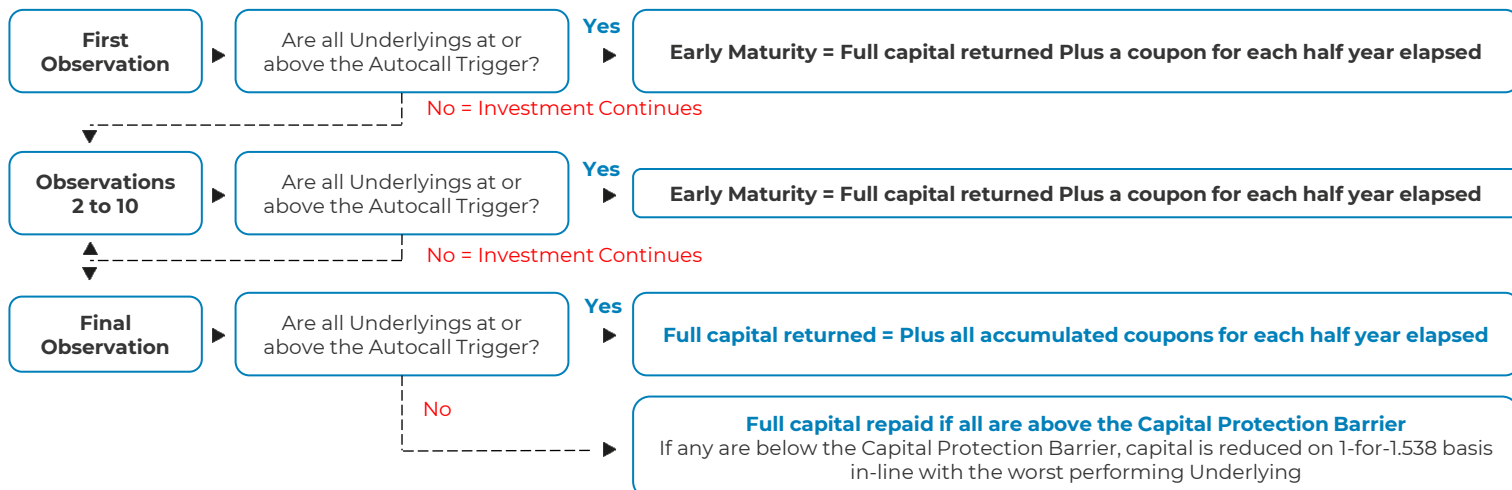 First
Observation
Are all Underlyings at or
above the Autocall Trigger?
Yes
Early Maturity = Full capital returned Plus a coupon for each half year elapsed
No = Investment Continues
Observations
2 to 10
Are all Underlyings at or
above the Autocall Trigger?
Yes
Early Maturity = Full capital returned Plus a coupon for each half year elapsed
No = Investment Continues
Final
Observation
Are all Underlyings at or
above the Autocall Trigger?
Yes
Full capital returned = Plus all accumulated coupons for each half year elapsed
No
Full capital repaid if all are above the Capital Protection Barrier
If any are below the Capital Protection Barrier, capital is reduced on 1-for-1.538 basis
in-line with the worst performing Underlying